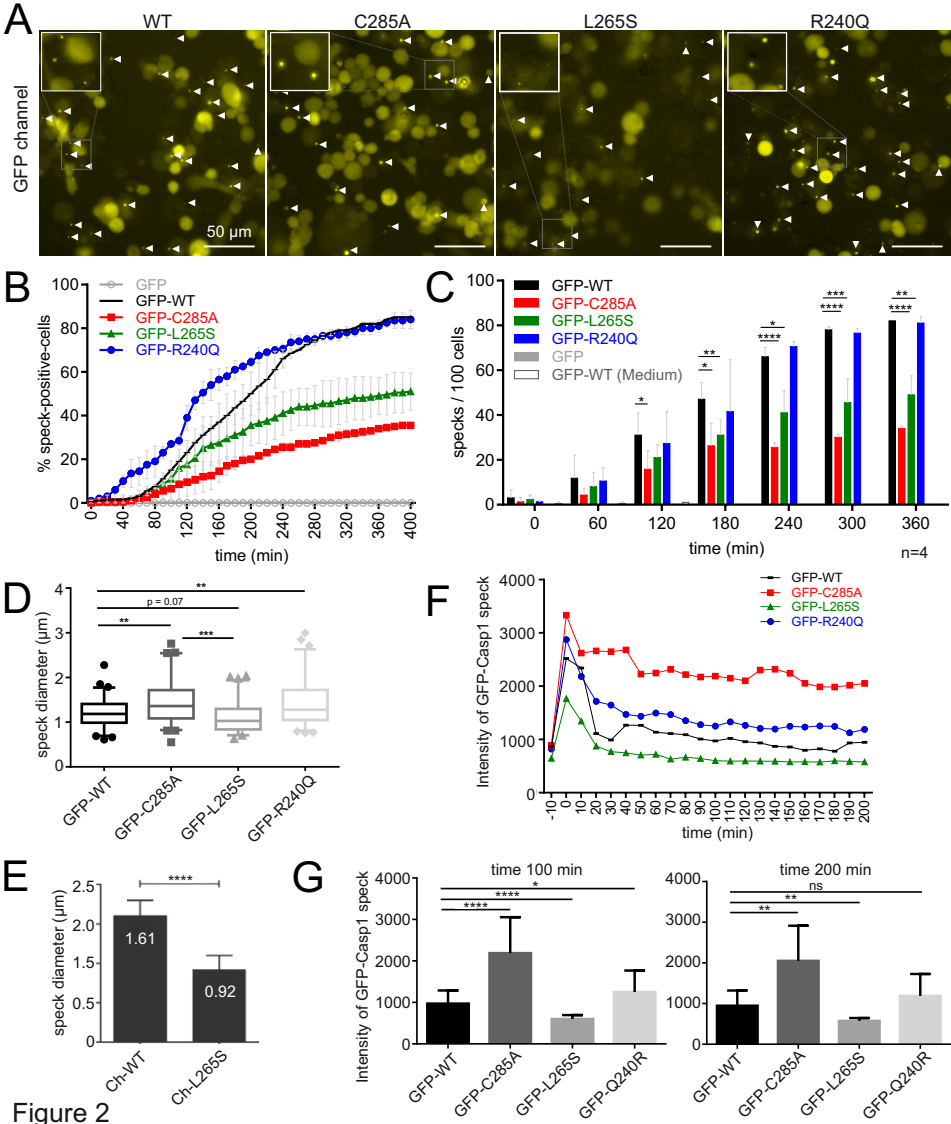 A
WT
C285A
L265S
R240Q
GFP channel
50 µm
B
% speck-positive-cells
100
80
60
40
20
0
GFP
GFP-WT
GFP-C285A
GFP-L265S
GFP-R240Q
0
40
80
120
160
200
240
280
320
360
400
time (min)
C
specks / 100 cells
100
80
60
40
20
0
GFP-WT
GFP-C285A
GFP-L265S
GFP-R240Q
GFP
GFP-WT (Medium)
*
**
*
*
****
***
****
**
****
0
60
120
180
240
300
360
time (min)
n=4
D
speck diameter (µm)
4
3
2
1
0
**
p = 0.07
**
***
GFP-WT
GFP-C285A
GFP-L265S
GFP-R240Q
F
Intensity of GFP-Casp1 speck
4000
3000
2000
1000
0
GFP-WT
GFP-C285A
GFP-L265S
GFP-R240Q
-10
0
10
20
30
40
50
60
70
80
90
100
110
120
130
140
150
160
170
180
190
200
time (min)
E
speck diameter (µm)
2.5
2.0
1.5
0.5
0
****
1.61
0.92
Ch-WT
Ch-L265S
G
time 100 min
Intensity of GFP-Casp1 speck
4000
3000
2000
1000
0
*
****
****
GFP-WT
GFP-C285A
GFP-L265S
GFP-Q240R
time 200 min
4000
3000
2000
1000
0
ns
**
**
GFP-WT
GFP-C285A
GFP-L265S
GFP-Q240R
Figure 2